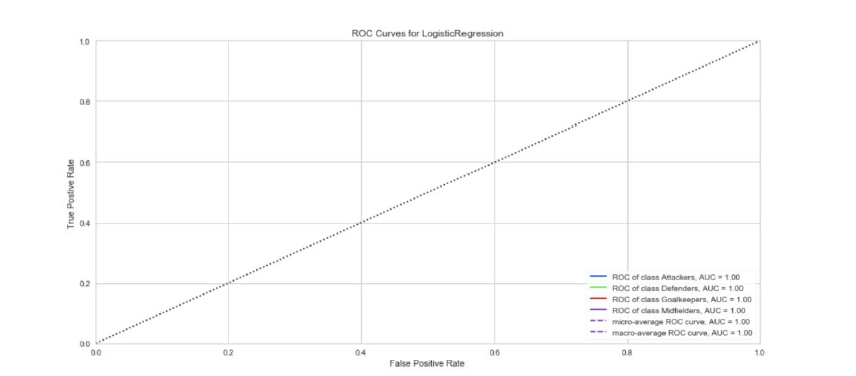 ROC Curves for LogisticRegression
1.0
0.8
0.6
0.4
0.2
0.0
True Postive Rate
0.0 0.2 0.4 0.6 0.8 1.0
False Positive Rate
ROC of class Attackers, AUC = 1.00
ROC of class Defenders, AUC = 1.00
ROC of class Goalkeepers, AUC = 1.00
ROC of class Midfielders, AUC = 1.00
micro-average ROC curve, AUC = 1.00
macro-average ROC curve, AUC = 1.00